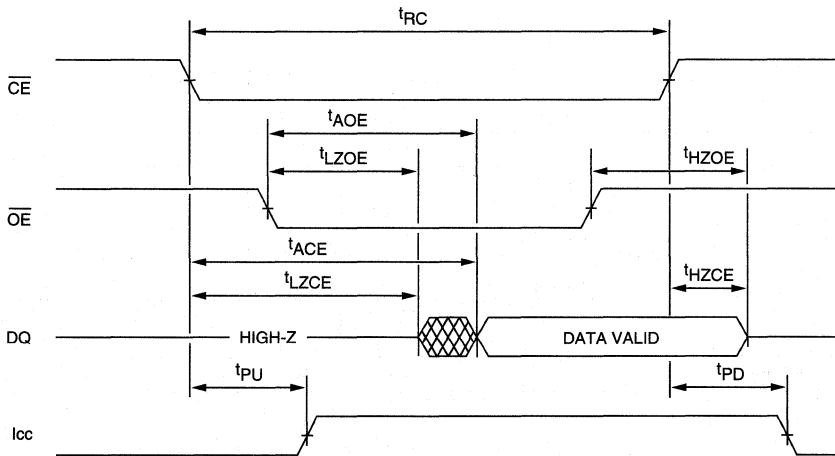 tRC
CE
tAOE
tLZOE
tHZOE
OE
tACE
tLZCE
tHZCE
DQ
HIGH-Z
DATA VALID
tPU
tPD
Icc